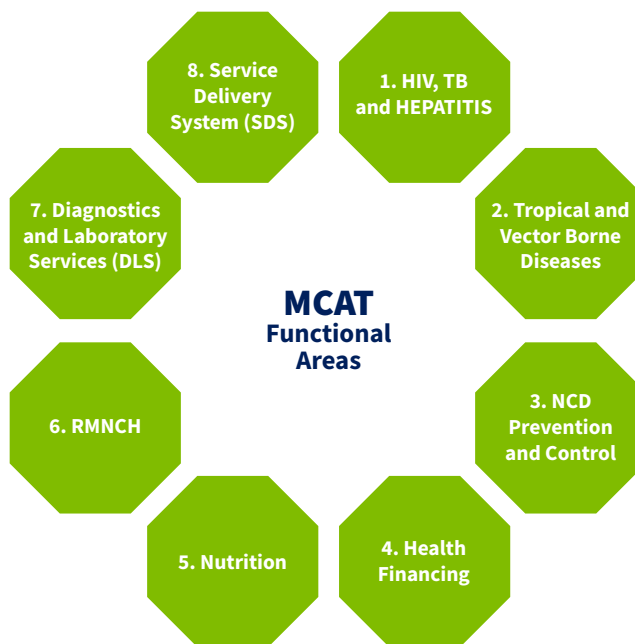 MCAT
Functional
Areas
1. HIV, TB
and HEPATITIS
2. Tropical and
Vector Borne
Diseases
3. NCD
Prevention
and Control
4. Health
Financing
5. Nutrition
6. RMNCH
7. Diagnostics
and Laboratory
Services (DLS)
8. Service
Delivery
System (SDS)